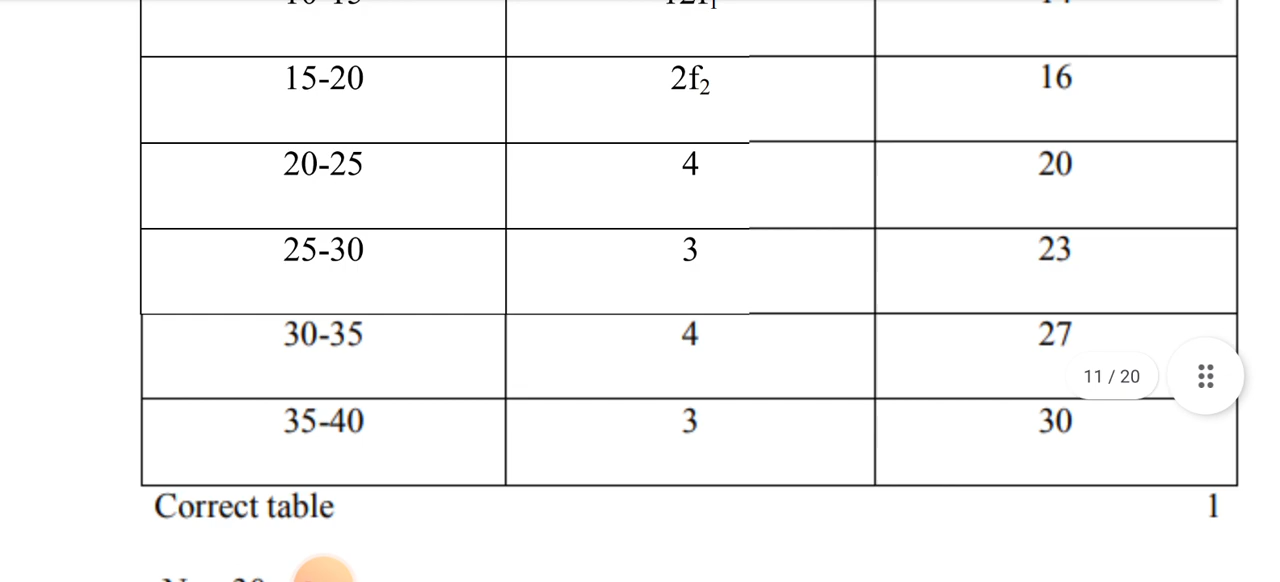 15-20 2f₂ 16
20-25 4 20
25-30 3 23
30-35 4 27
11 / 20
35-40 3 30
Correct table 1